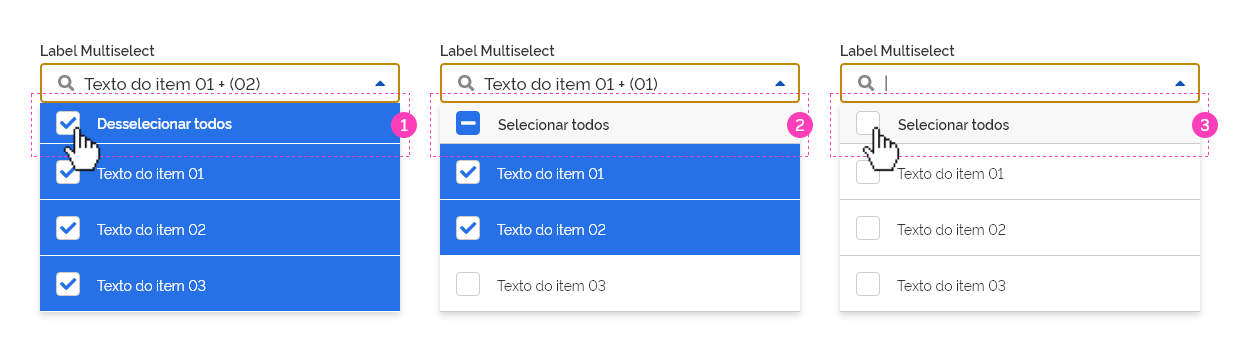 Label Multiselect
Texto do item 01 + (02)
Desselecionar todos
1
Texto do item 01
Texto do item 02
Texto do item 03
Label Multiselect
Texto do item 01 + (01)
Selecionar todos
2
Texto do item 01
Texto do item 02
Texto do item 03
Label Multiselect
Selecionar todos
3
Texto do item 01
Texto do item 02
Texto do item 03